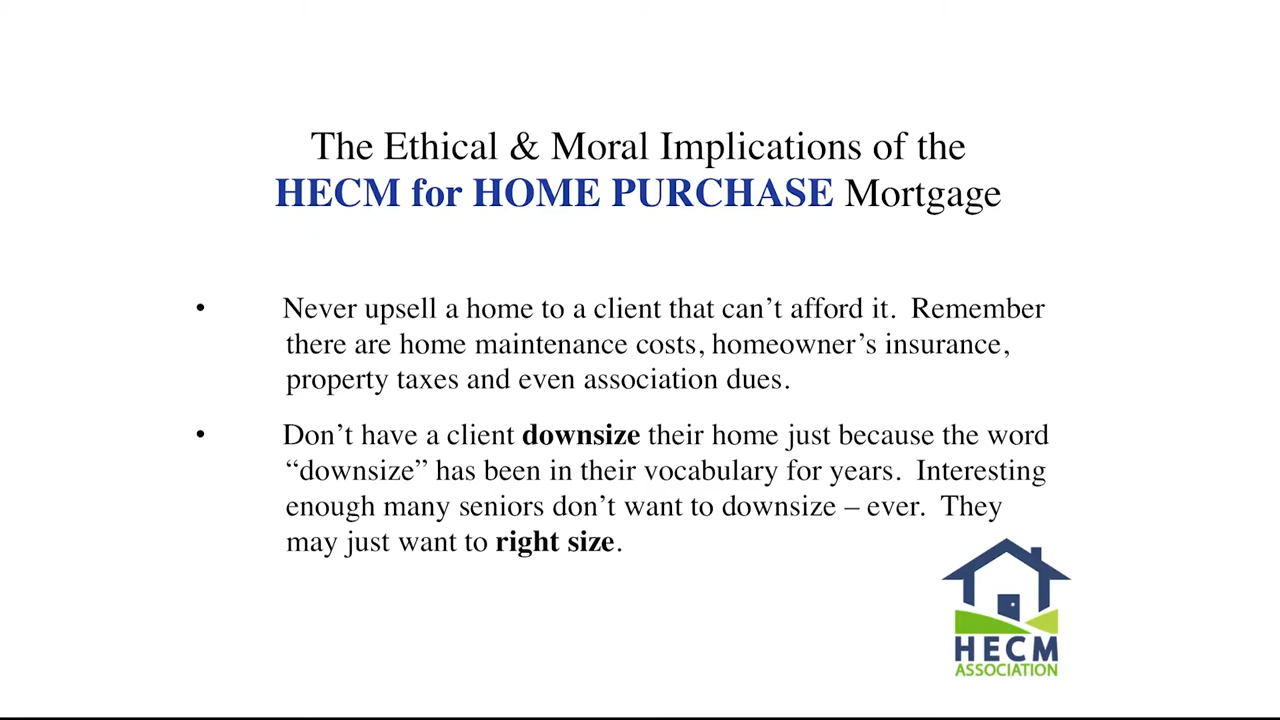 The Ethical & Moral Implications of the
HECM for HOME PURCHASE Mortgage
• Never upsell a home to a client that can’t afford it. Remember
there are home maintenance costs, homeowner’s insurance,
property taxes and even association dues.
• Don’t have a client downsize their home just because the word
“downsize” has been in their vocabulary for years. Interesting
enough many seniors don’t want to downsize – ever. They
may just want to right size.
HECM
ASSOCIATION